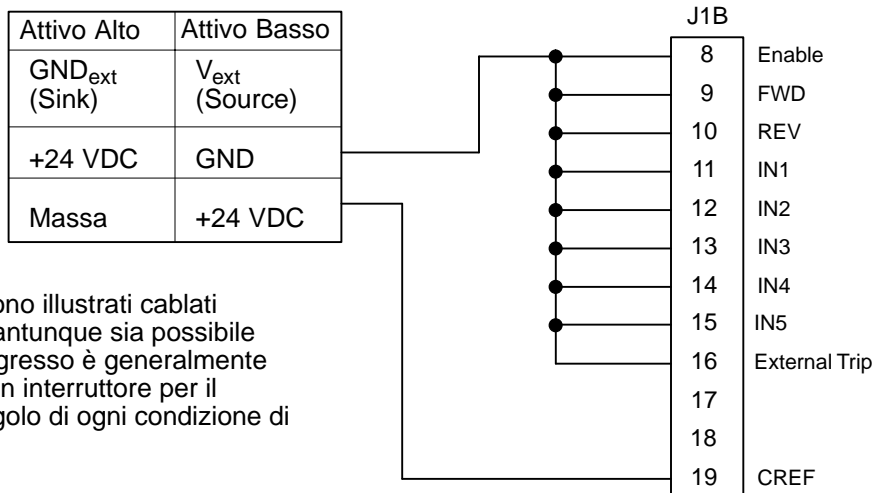 Attivo Alto Attivo Basso
GNDext (Sink) Vext (Source)
+24 VDC GND
Massa +24 VDC
J1B
8 Enable
9 FWD
10 REV
11 IN1
12 IN2
13 IN3
14 IN4
15 IN5
16 External Trip
17
18
19 CREF
ono illustrati cablati
antunque sia possibile
gresso è generalmente
n interruttore per il
golo di ogni condizione di